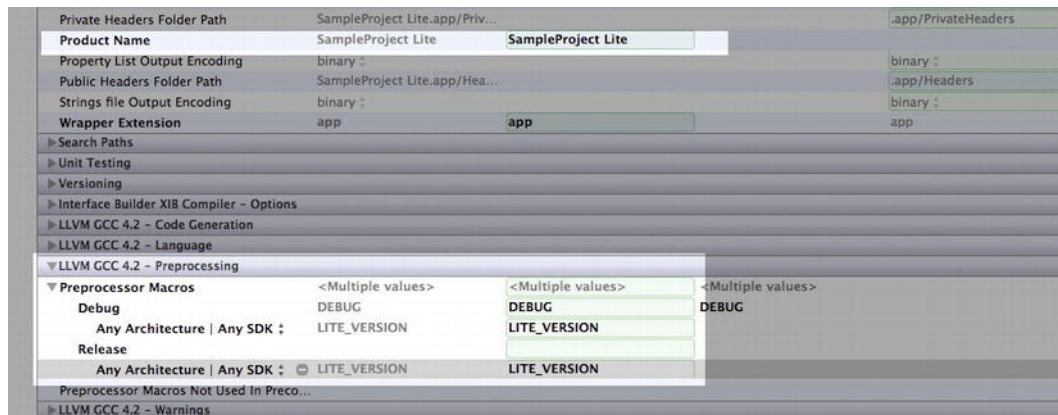 Private Headers Folder Path SampleProject Lite.app/Priv... .app/PrivateHeaders
Product Name SampleProject Lite SampleProject Lite
Property List Output Encoding binary binary
Public Headers Folder Path SampleProject Lite.app/Hea... .app/Headers
Strings file Output Encoding binary binary
Wrapper Extension app app app
Search Paths
Unit Testing
Versioning
Interface Builder XIB Compiler - Options
LLVM GCC 4.2 - Code Generation
LLVM GCC 4.2 - Language
LLVM GCC 4.2 - Preprocessing
Preprocessor Macros <Multiple values> <Multiple values> <Multiple values>
Debug DEBUG DEBUG DEBUG
Any Architecture | Any SDK LITE_VERSION LITE_VERSION
Release
Any Architecture | Any SDK LITE_VERSION LITE_VERSION
Preprocessor Macros Not Used In Preco...
LLVM GCC 4.2 - Warnings